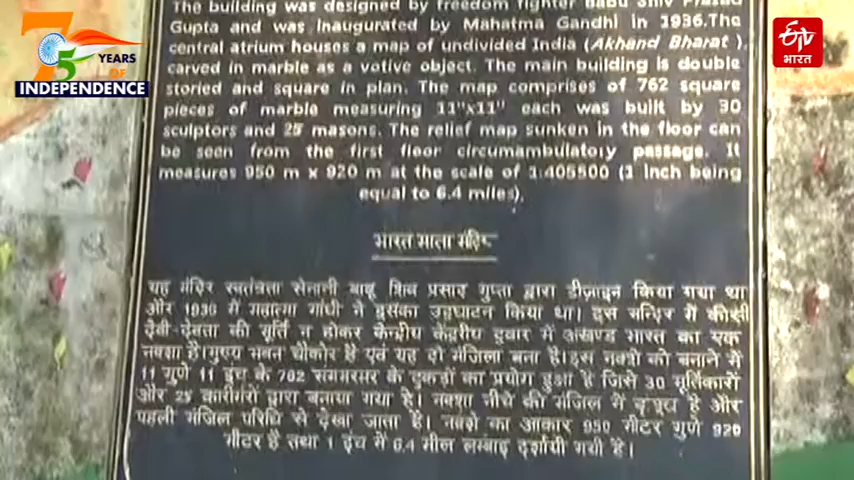 75 YEARS
OF
INDEPENDENCE
ETV
भारत
The building was designed by freedom fighter Babu Shiv Prasad
Gupta and was inaugurated by Mahatma Gandhi in 1936.The
central atrium houses a map of undivided India (Akhand Bharat ),
carved in marble as a votive object. The main building is double
storied and square in plan. The map comprises of 762 square
pieces of marble measuring 11"x11" each was built by 30
sculptors and 25 masons. The relief map sunken in the floor can
be seen from the first floor circumambulatory passage. It
measures 950 m x 920 m at the scale of 1:405500 (1 inch being
equal to 6.4 miles).
भारत माता मंदिर
यह मंदिर स्वतंत्रता सेनानी बाबू शिव प्रसाद गुप्ता द्वारा डीज़ाइन किया गया था
और 1936 में महात्मा गांधी ने इसका उद्घाटन किया था। इस मन्दिर में किसी
देवी-देवता की मूर्ति न होकर केन्द्रीय में अखण्ड भारत का एक
नक्शा है। मुख्य भवन चौकोर है एवं यह दो मंजिला बना है। इस नक्शे को बनाने में
11 गुणे 11 इंच के 762 संगमरमर के टुकड़ों का प्रयोग हुआ है जिसे 30 मूर्तिकारों
और 25 कारीगरों द्वारा बनाया गया है। नक्शा नीचे की मंजिल में है और
पहली मंजिल परिधि से देखा जाता है। नक्शे का आकार 950 मीटर गुणे 920
मीटर है तथा 1 इंच में 6.4 मील लम्बाई दर्शायी गयी है।